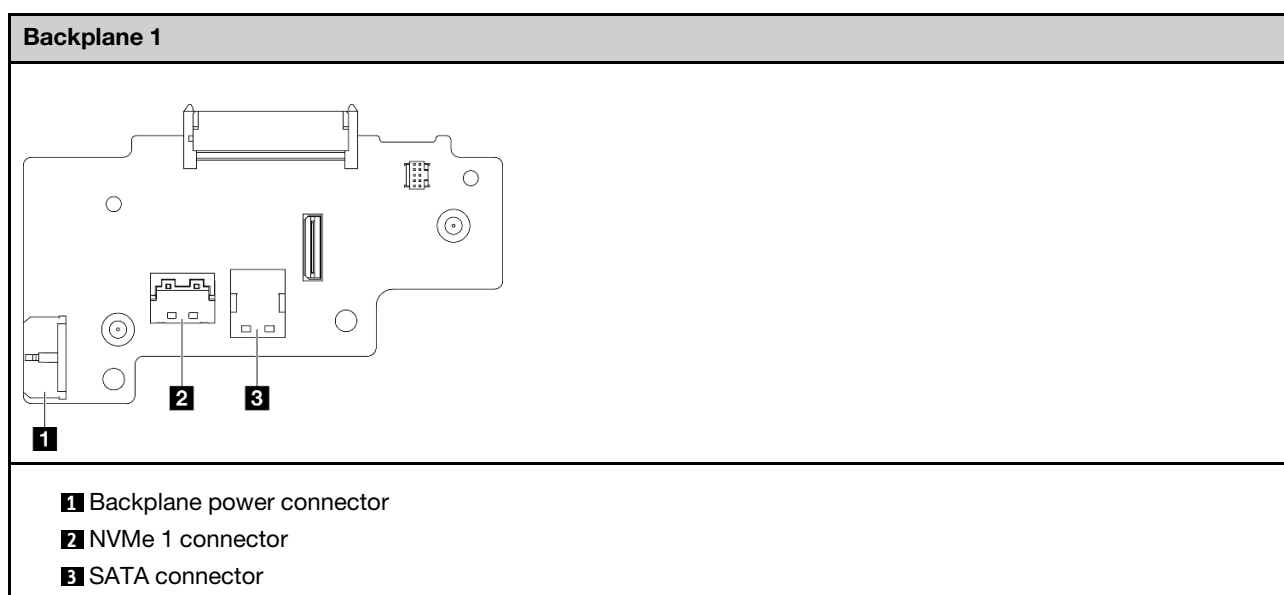 Backplane 1
2
3
1
1 Backplane power connector
2 NVMe 1 connector
3 SATA connector